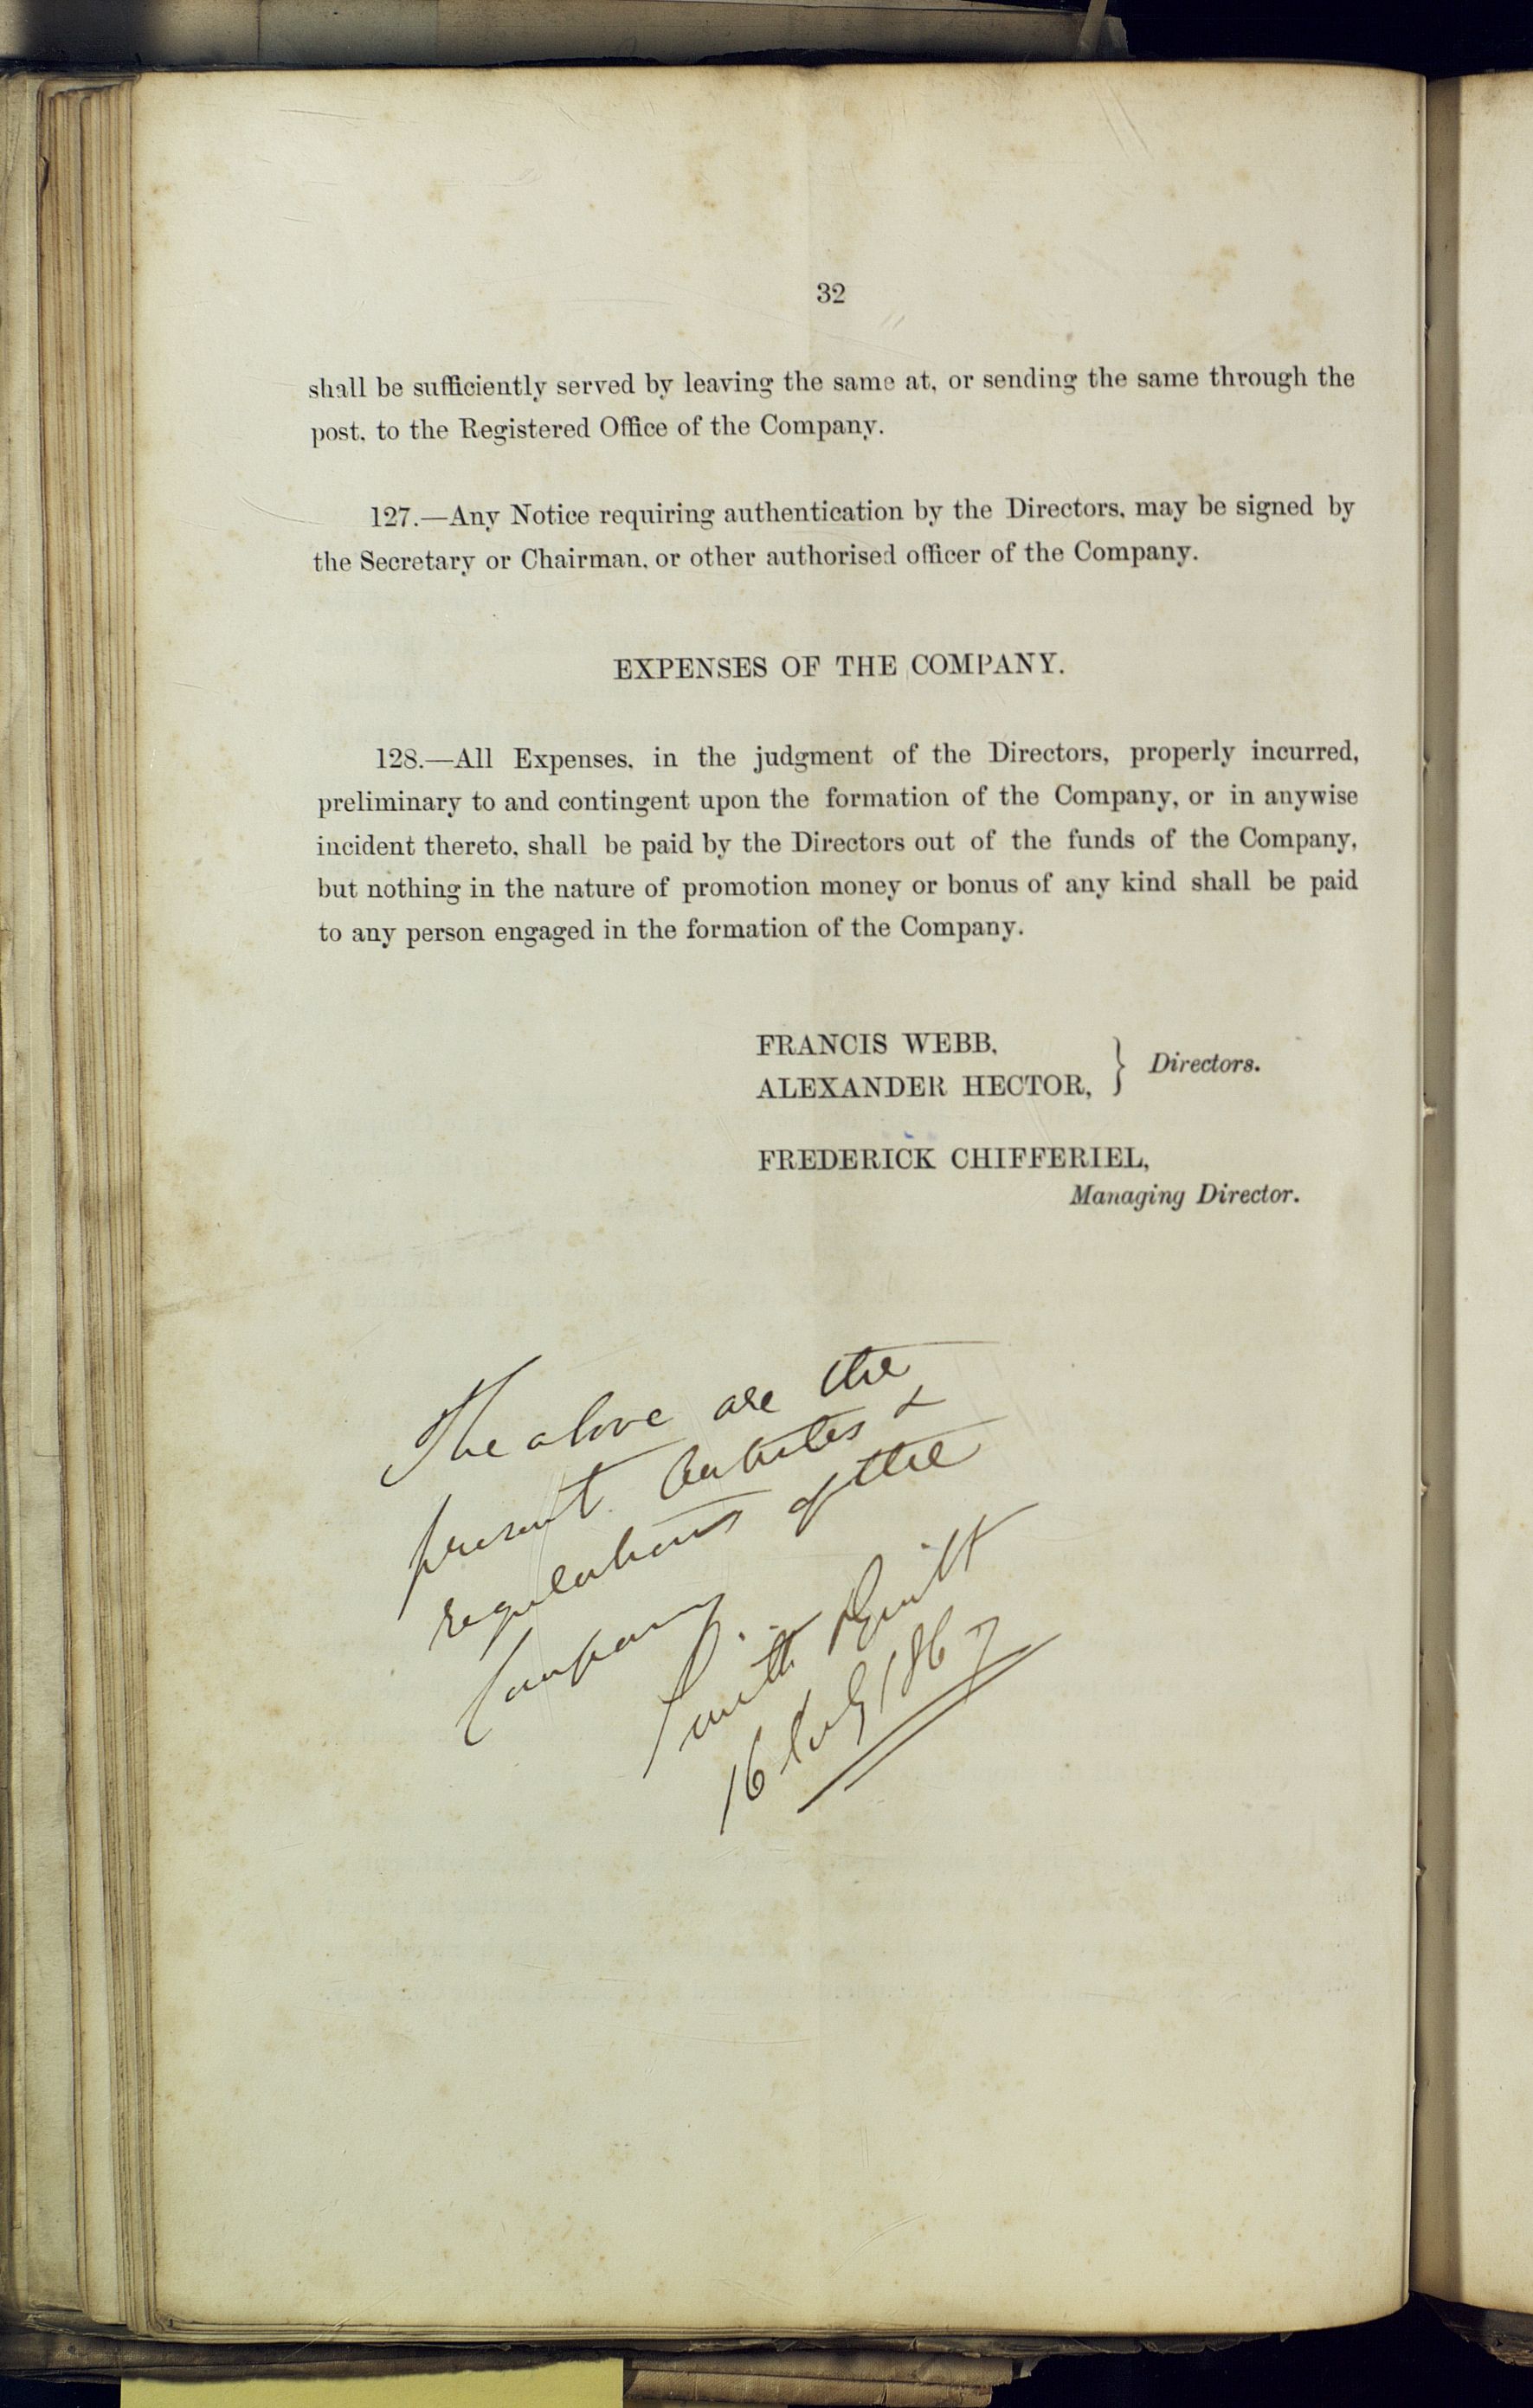 32
shall be sufficiently served by leaving the same at, or sending the same through the
post, to the Registered Office of the Company.
127.—Any Notice requiring authentication by the Directors, may be signed by
the Secretary or Chairman, or other authorised officer of the Company.
EXPENSES OF THE COMPANY.
128.—All Expenses, in the judgment of the Directors, properly incurred,
preliminary to and contingent upon the formation of the Company, or in anywise
incident thereto, shall be paid by the Directors out of the funds of the Company,
but nothing in the nature of promotion money or bonus of any kind shall be paid
to any person engaged in the formation of the Company.
FRANCIS WEBB,
ALEXANDER HECTOR, } Directors.
FREDERICK CHIFFERIEL,
Managing Director.
The above are the
present &
regulations of the
Company
Smith
16 July 1867